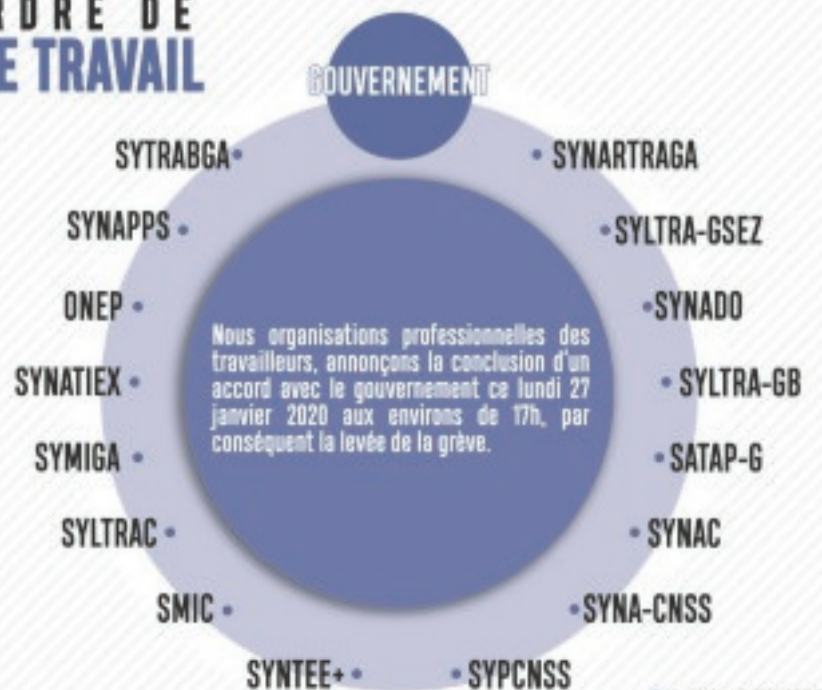 RDRE DE
E TRAVAIL
GOUVERNEMENT
SYTRABGA
SYNARTRAGA
SYNAPPS
SYLTRA-GSEZ
ONEP
SYNADO
SYNATIEX
SYLTRA-GB
SYMIGA
SATAP-G
SYLTRAC
SYNAC
SMIC
SYNA-CNSS
SYNTEE+
SYPCNSS
Nous organisations professionnelles des
travailleurs, annonçons la conclusion d'un
accord avec le gouvernement ce lundi 27
janvier 2020 aux environs de 17h, par
conséquent la levée de la grève.